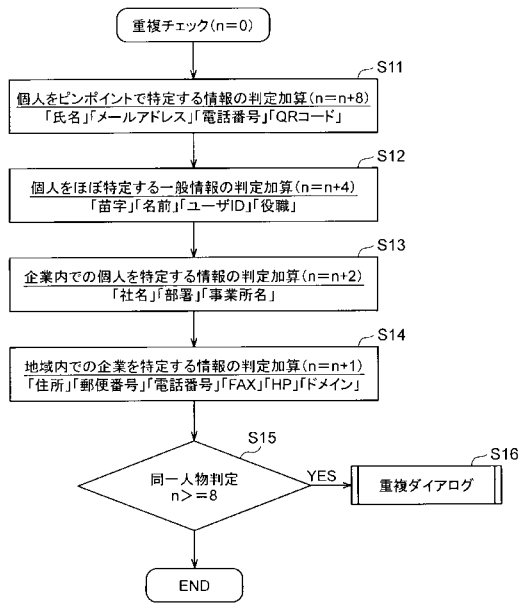 重複チェック(n=0)
S11
個人をピンポイントで特定する情報の判定加算(n=n+8)
「氏名」「メールアドレス」「電話番号」「QRコード」
S12
個人をほぼ特定する一般情報の判定加算(n=n+4)
「苗字」「名前」「ユーザID」「役職」
S13
企業内での個人を特定する情報の判定加算(n=n+2)
「社名」「部署」「事業所名」
S14
地域内での企業を特定する情報の判定加算(n=n+1)
「住所」「郵便番号」「電話番号」「FAX」「HP」「ドメイン」
S15
同一人物判定
n>=8
YES
S16
重複ダイアログ
END